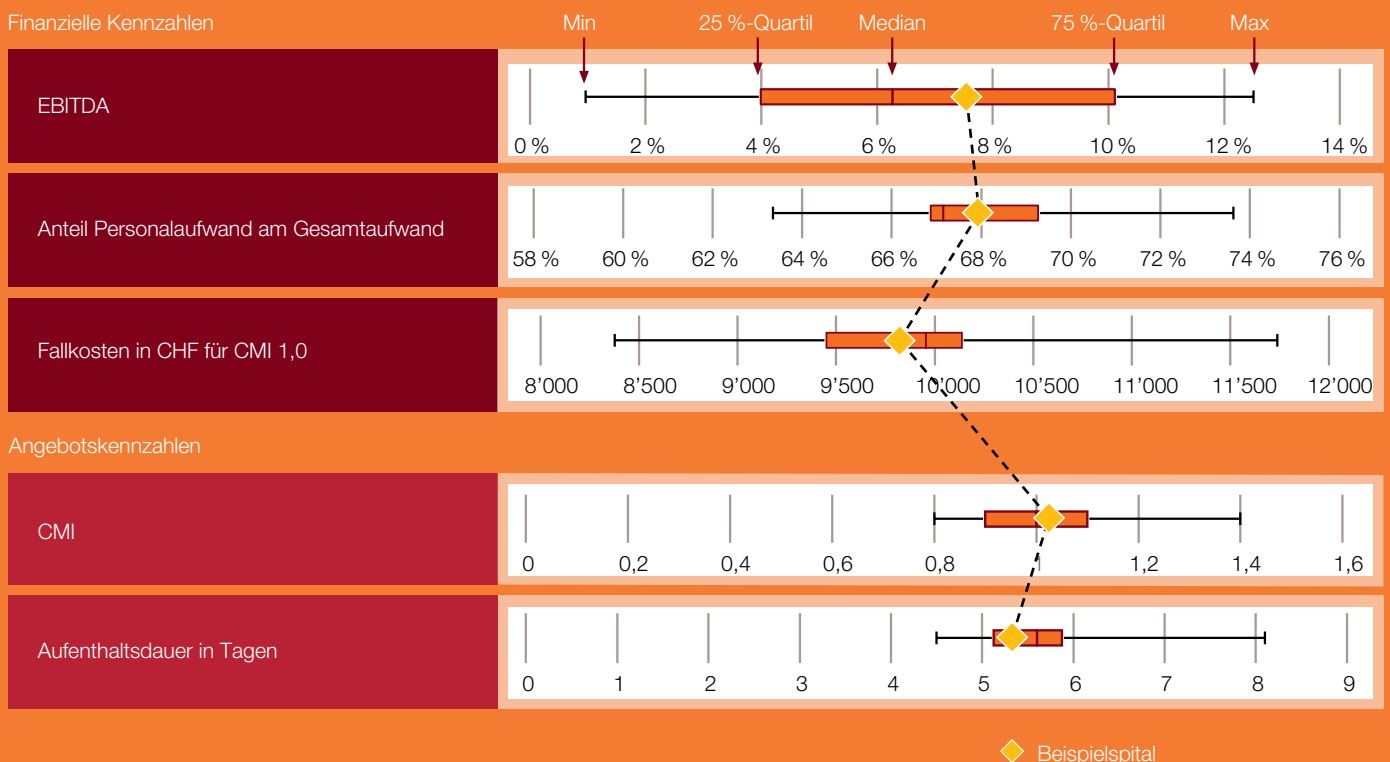 Finanzielle Kennzahlen Min 25 %-Quartil Median 75 %-Quartil Max
EBITDA
0 % 2 % 4 % 6 % 8 % 10 % 12 % 14 %
Anteil Personalaufwand am Gesamtaufwand
58 % 60 % 62 % 64 % 66 % 68 % 70 % 72 % 74 % 76 %
Fallkosten in CHF für CMI 1,0
8’000 8’500 9’000 9’500 10’000 10’500 11’000 11’500 12’000
Angebotskennzahlen
CMI
0 0,2 0,4 0,6 0,8 1 1,2 1,4 1,6
Aufenthaltsdauer in Tagen
0 1 2 3 4 5 6 7 8 9
Beispielspital